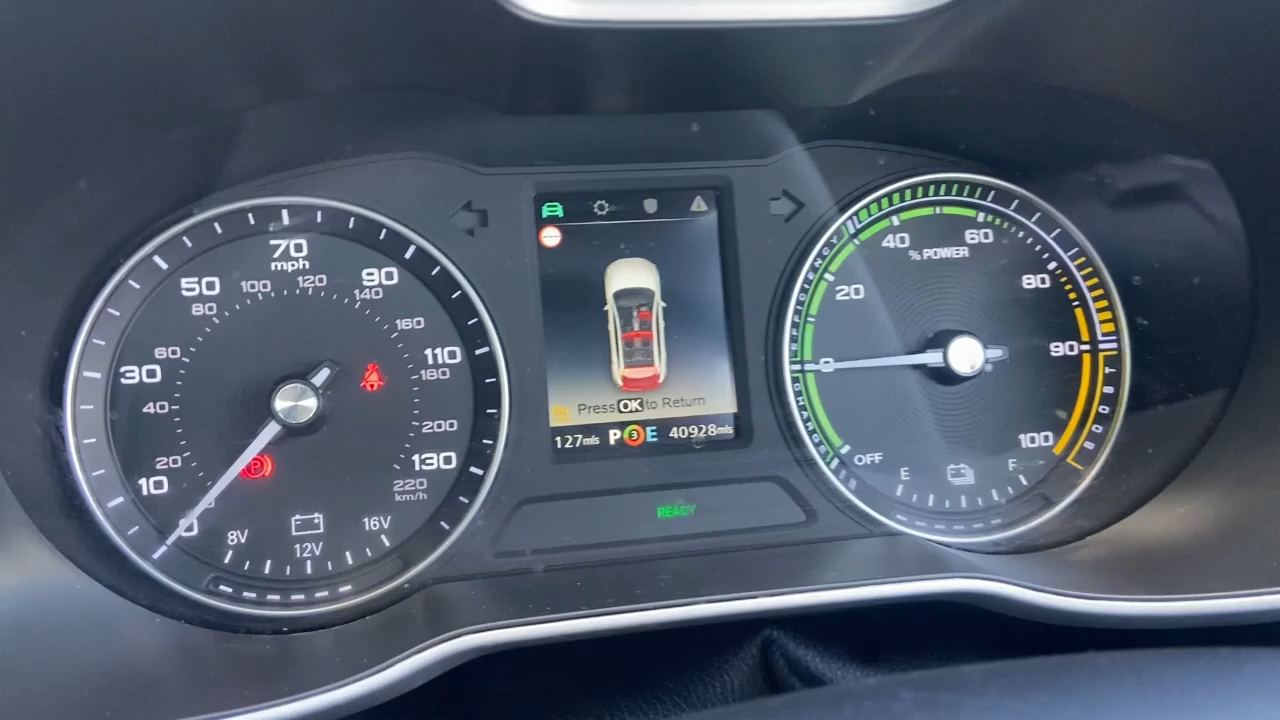 70
mph
50
90
100
120
80
140
60
160
30
110
180
40
200
20
130
10
220
km/h
0
8V
12V
16V
P
Press OK to Return
127mls P 3 E 40928mls
READY
EFFICIENCY
40
60
% POWER
20
80
0
90
CHARGE
BOOST
100
OFF
E
F